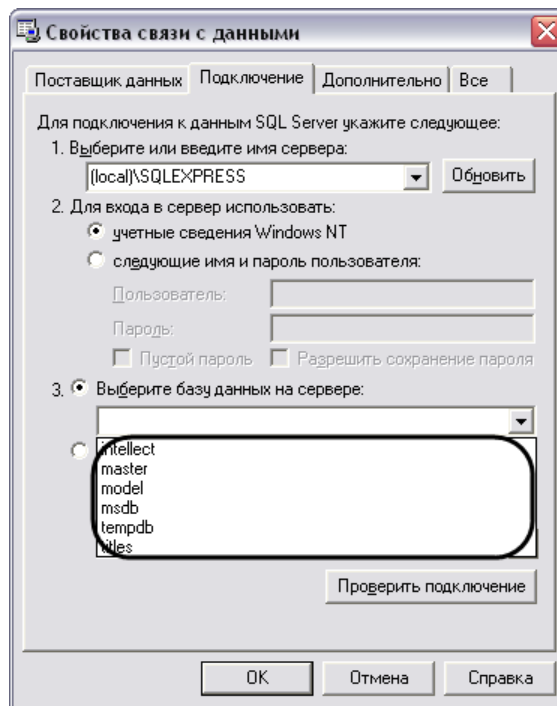 Свойства связи с данными
Поставщик данных Подключение Дополнительно Все
Для подключения к данным SQL Server укажите следующее:
1. Выберите или введите имя сервера:
(local)\SQLEXPRESS Обновить
2. Для входа в сервер использовать:
учетные сведения Windows NT
следующие имя и пароль пользователя:
Пользователь:
Пароль:
Пустой пароль Разрешить сохранение пароля
3. Выберите базу данных на сервере:
intellect
master
model
msdb
tempdb
titles
Проверить подключение
OK Отмена Справка